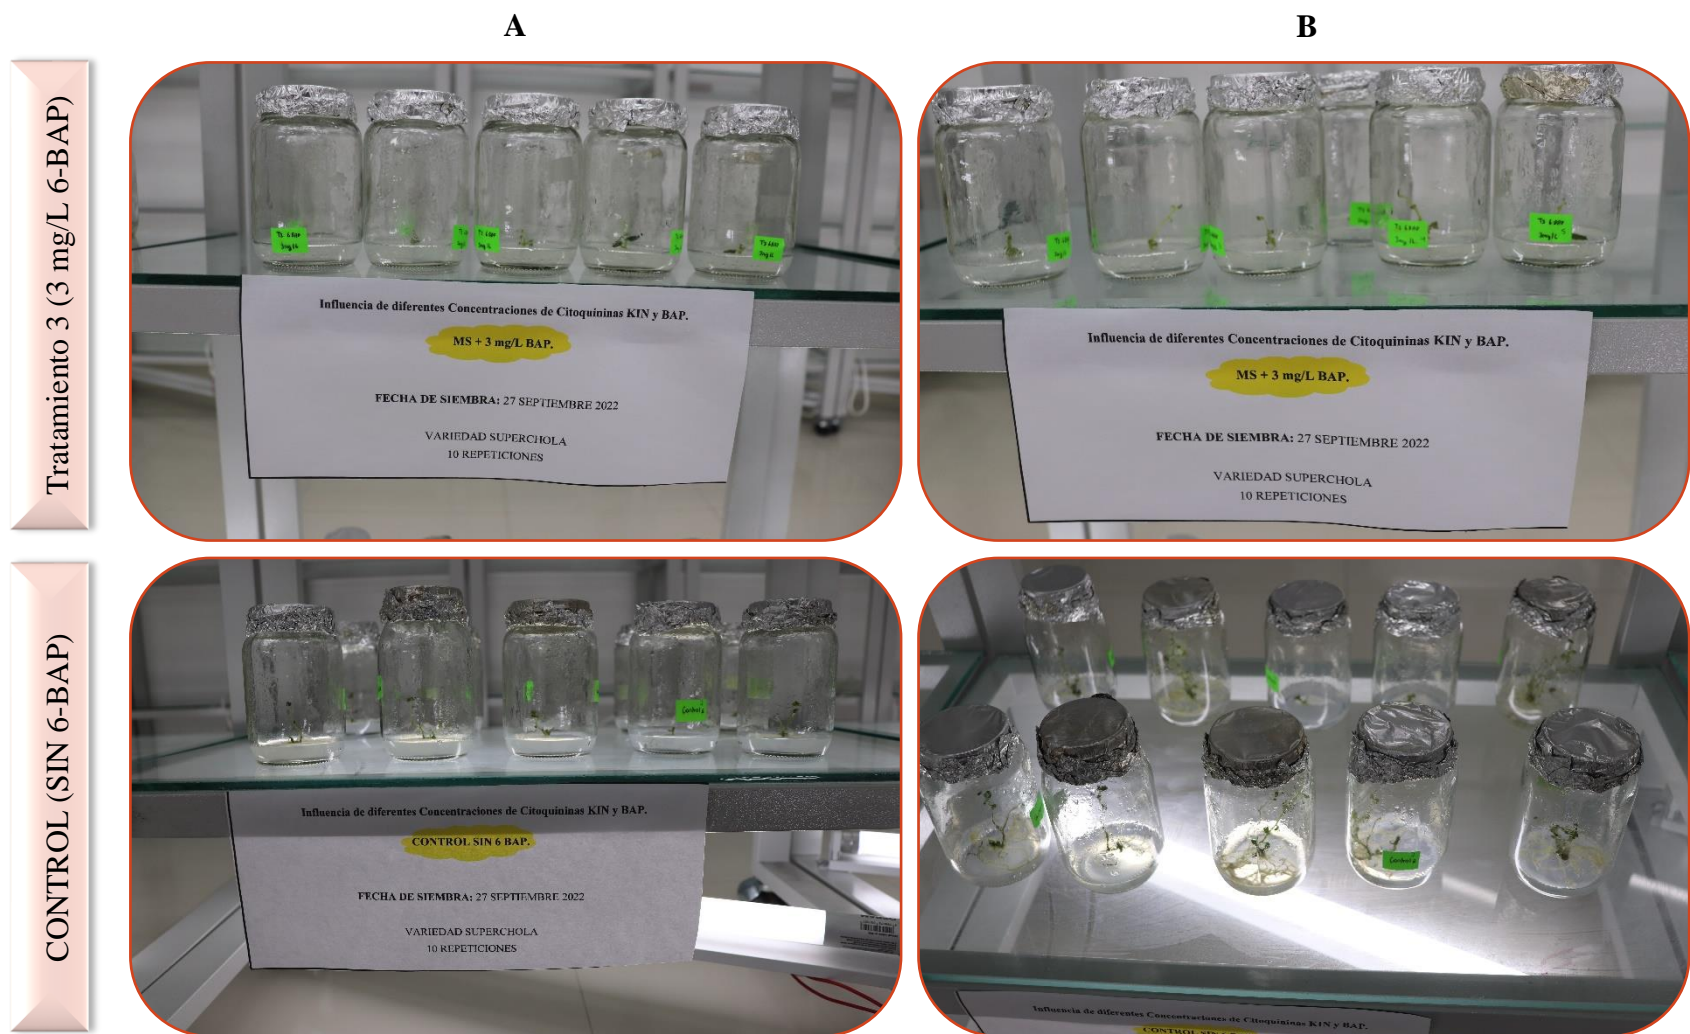 A
B
Tratamiento 3 (3 mg/L 6-BAP)
Influencia de diferentes Concentraciones de Citoquininas KIN y BAP.
MS + 3 mg/L BAP.
FECHA DE SIEMBRA: 27 SEPTIEMBRE 2022
VARIEDAD SUPERCHOLA
10 REPETICIONES
Influencia de diferentes Concentraciones de Citoquininas KIN y BAP.
MS + 3 mg/L BAP.
FECHA DE SIEMBRA: 27 SEPTIEMBRE 2022
VARIEDAD SUPERCHOLA
10 REPETICIONES
CONTROL (SIN 6-BAP)
Influencia de diferentes Concentraciones de Citoquininas KIN y BAP.
CONTROL SIN 6 BAP.
FECHA DE SIEMBRA: 27 SEPTIEMBRE 2022
VARIEDAD SUPERCHOLA
10 REPETICIONES
Influencia de diferentes Concentraciones de Citoquininas KIN y BAP.